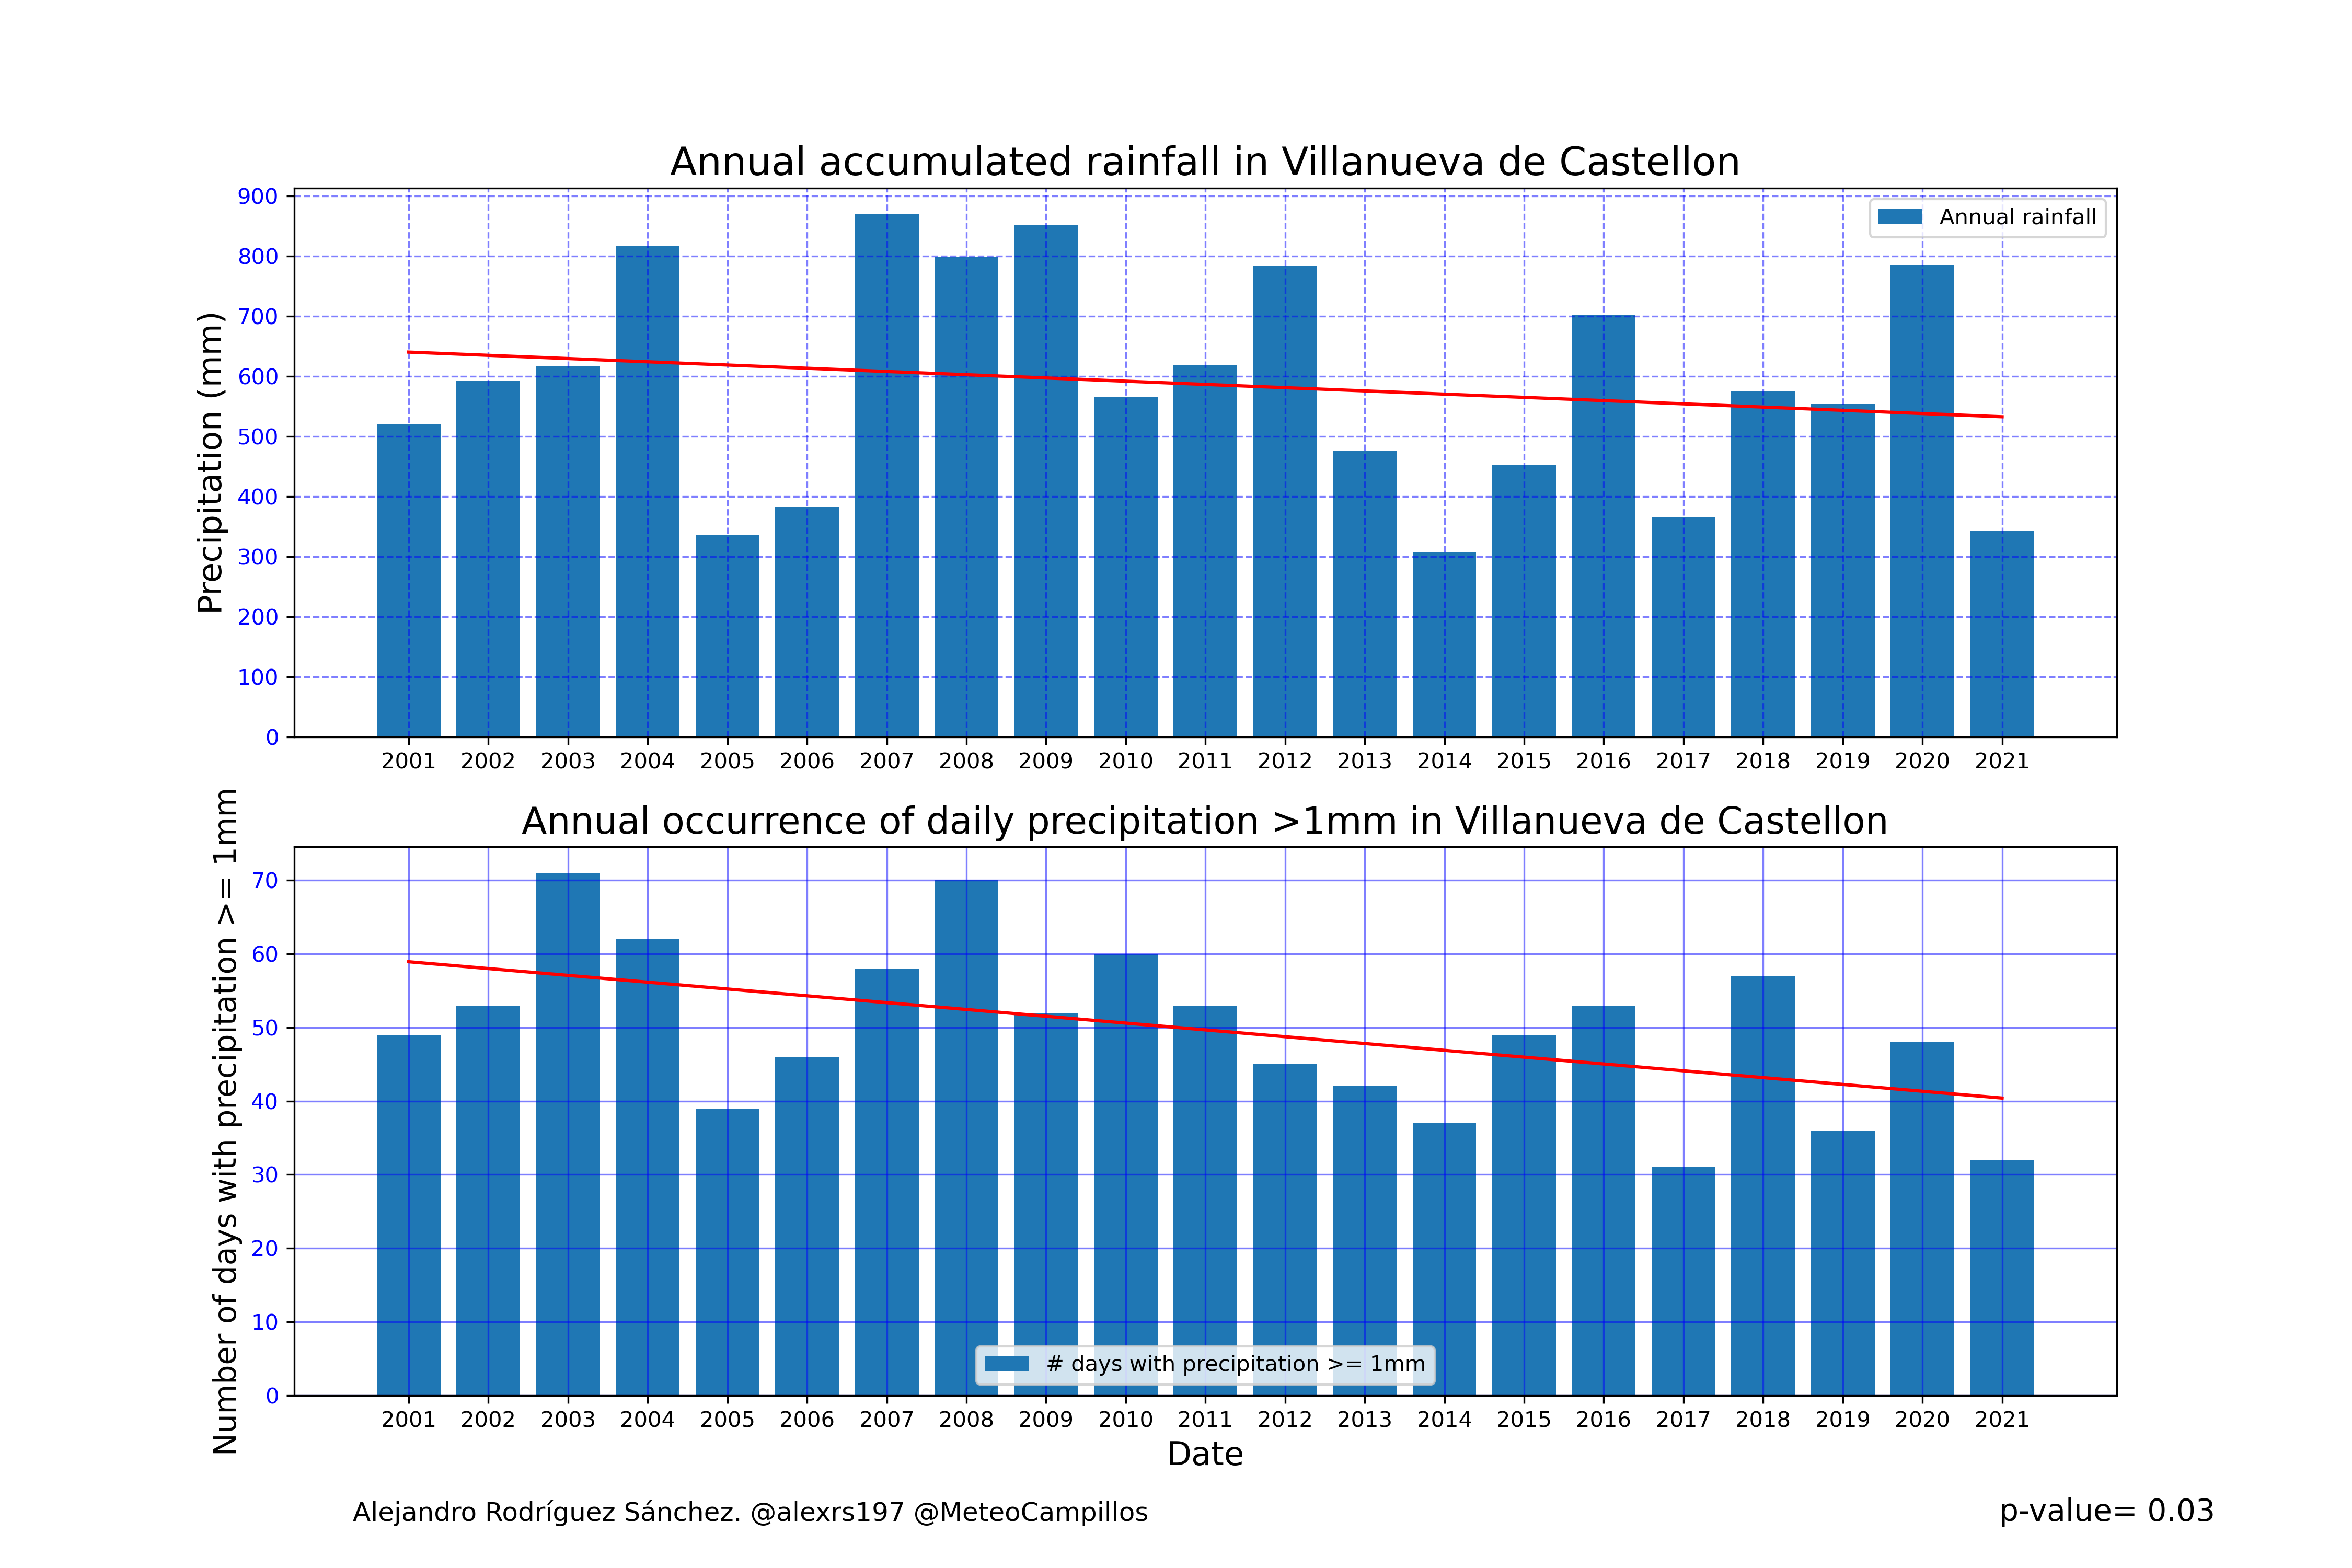 Annual accumulated rainfall in Villanueva de Castellon
Precipitation (mm)
900
800
700
600
500
400
300
200
100
0
Annual rainfall
2001 2002 2003 2004 2005 2006 2007 2008 2009 2010 2011 2012 2013 2014 2015 2016 2017 2018 2019 2020 2021
Annual occurrence of daily precipitation >1mm in Villanueva de Castellon
Number of days with precipitation >= 1mm
70
60
50
40
30
20
10
0
# days with precipitation >= 1mm
2001 2002 2003 2004 2005 2006 2007 2008 2009 2010 2011 2012 2013 2014 2015 2016 2017 2018 2019 2020 2021
Date
Alejandro Rodríguez Sánchez. @alexrs197 @MeteoCampillos
p-value= 0.03